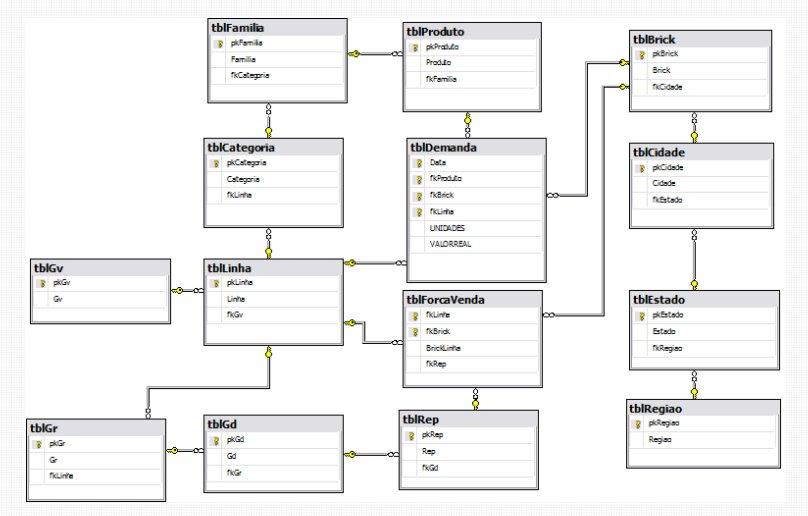 tblFamilia
pkFamilia
Familia
fkCategoria
tblProduto
pkProduto
Produto
fkFamilia
tblBrick
pkBrick
Brick
fkCidade
tblCategoria
pkCategoria
Categoria
fkLinha
tblDemanda
Data
fkProduto
fkBrick
fkLinha
UNIDADES
VALORREAL
tblCidade
pkCidade
Cidade
fkEstado
tblGv
pkGv
Gv
tblLinha
pkLinha
Linha
fkGv
tblForcaVenda
fkLinha
fkBrick
BrickLinha
fkRep
tblEstado
pkEstado
Estado
fkRegiao
tblGr
pkGr
Gr
fkLinha
tblGd
pkGd
Gd
fkGr
tblRep
pkRep
Rep
fkGd
tblRegiao
pkRegiao
Regiao